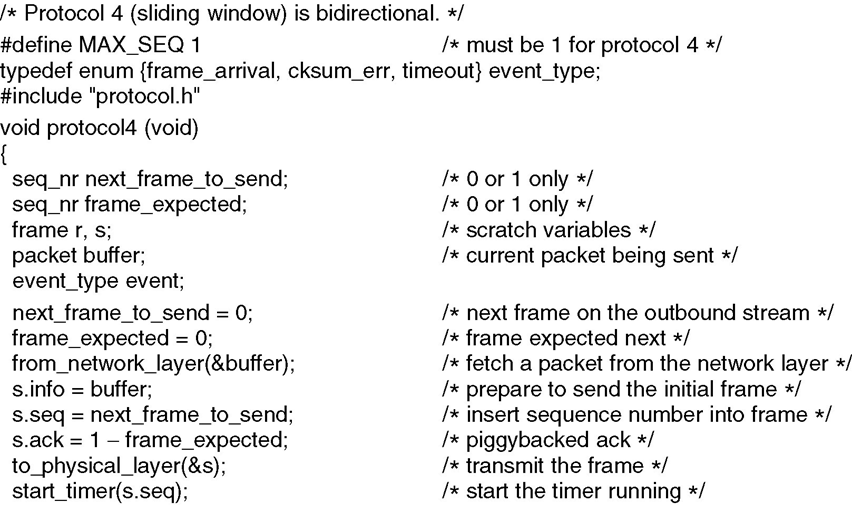 /* Protocol 4 (sliding window) is bidirectional. */
#define MAX_SEQ 1 /* must be 1 for protocol 4 */
typedef enum {frame_arrival, cksum_err, timeout} event_type;
#include "protocol.h"
void protocol4 (void)
{
seq_nr next_frame_to_send; /* 0 or 1 only */
seq_nr frame_expected; /* 0 or 1 only */
frame r, s; /* scratch variables */
packet buffer; /* current packet being sent */
event_type event;
next_frame_to_send = 0; /* next frame on the outbound stream */
frame_expected = 0; /* frame expected next */
from_network_layer(&buffer); /* fetch a packet from the network layer */
s.info = buffer; /* prepare to send the initial frame */
s.seq = next_frame_to_send; /* insert sequence number into frame */
s.ack = 1 – frame_expected; /* piggybacked ack */
to_physical_layer(&s); /* transmit the frame */
start_timer(s.seq); /* start the timer running */